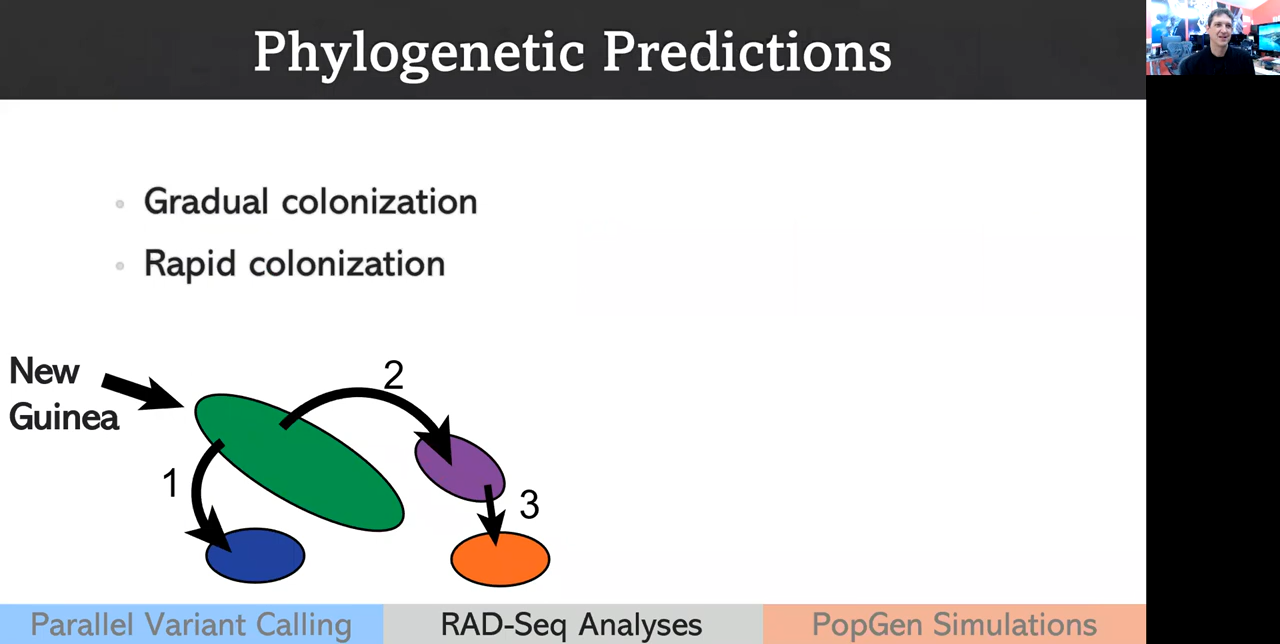 Phylogenetic Predictions
Gradual colonization
Rapid colonization
New
Guinea
2
1
3
Parallel Variant Calling
RAD-Seq Analyses
PopGen Simulations